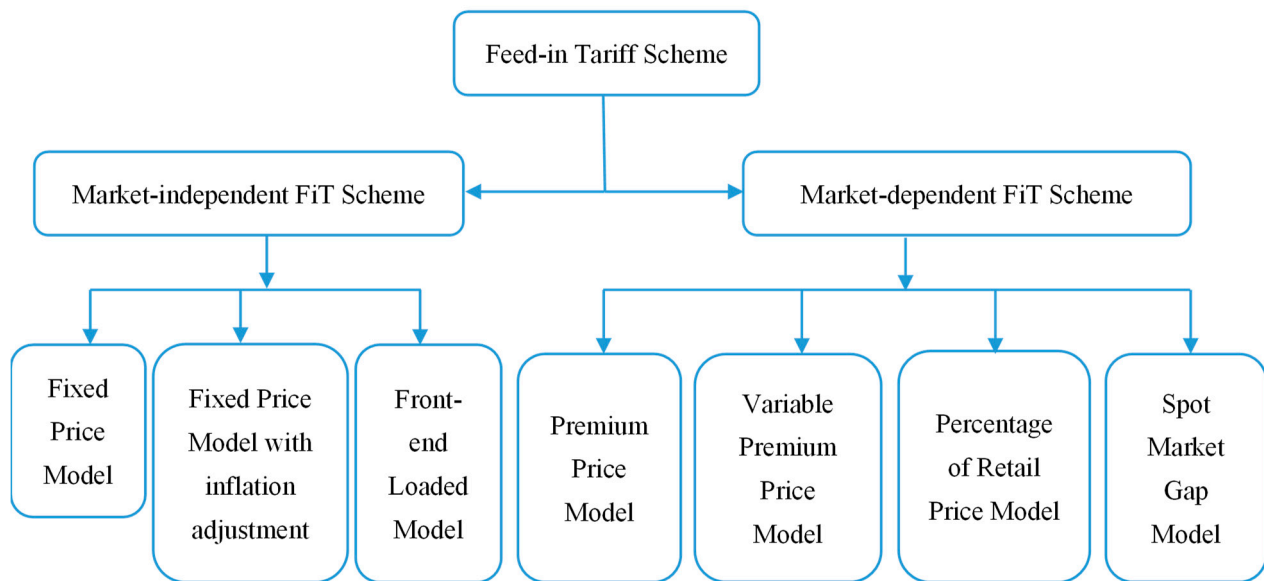 Feed-in Tariff Scheme
Market-independent FiT Scheme
Market-dependent FiT Scheme
Fixed
Price
Model
Fixed Price
Model with
inflation
adjustment
Front-
end
Loaded
Model
Premium
Price
Model
Variable
Premium
Price
Model
Percentage
of Retail
Price Model
Spot
Market
Gap
Model